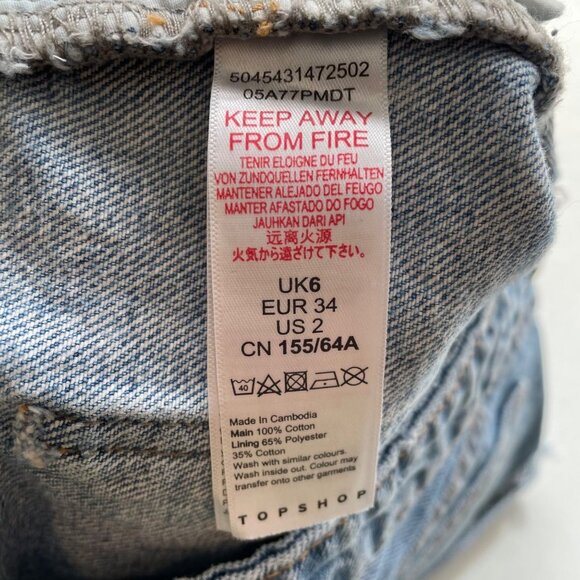 5045431472502
05A77PMDT
KEEP AWAY
FROM FIRE
TENIR ELOIGNE DU FEU
VON ZUNDQUELLEN FERNHALTEN
MANTENER ALEJADO DEL FEUGO
MANTER AFASTADO DO FOGO
JAUHKAN DARI API
远离火源
火気から遠ざけて下さい。
UK6
EUR 34
US 2
CN 155/64A
40
Made In Cambodia
Main 100% Cotton
Lining 65% Polyester
35% Cotton
Wash with similar colours.
Wash inside out. Colour may
transfer onto other garments
TOPSHOP